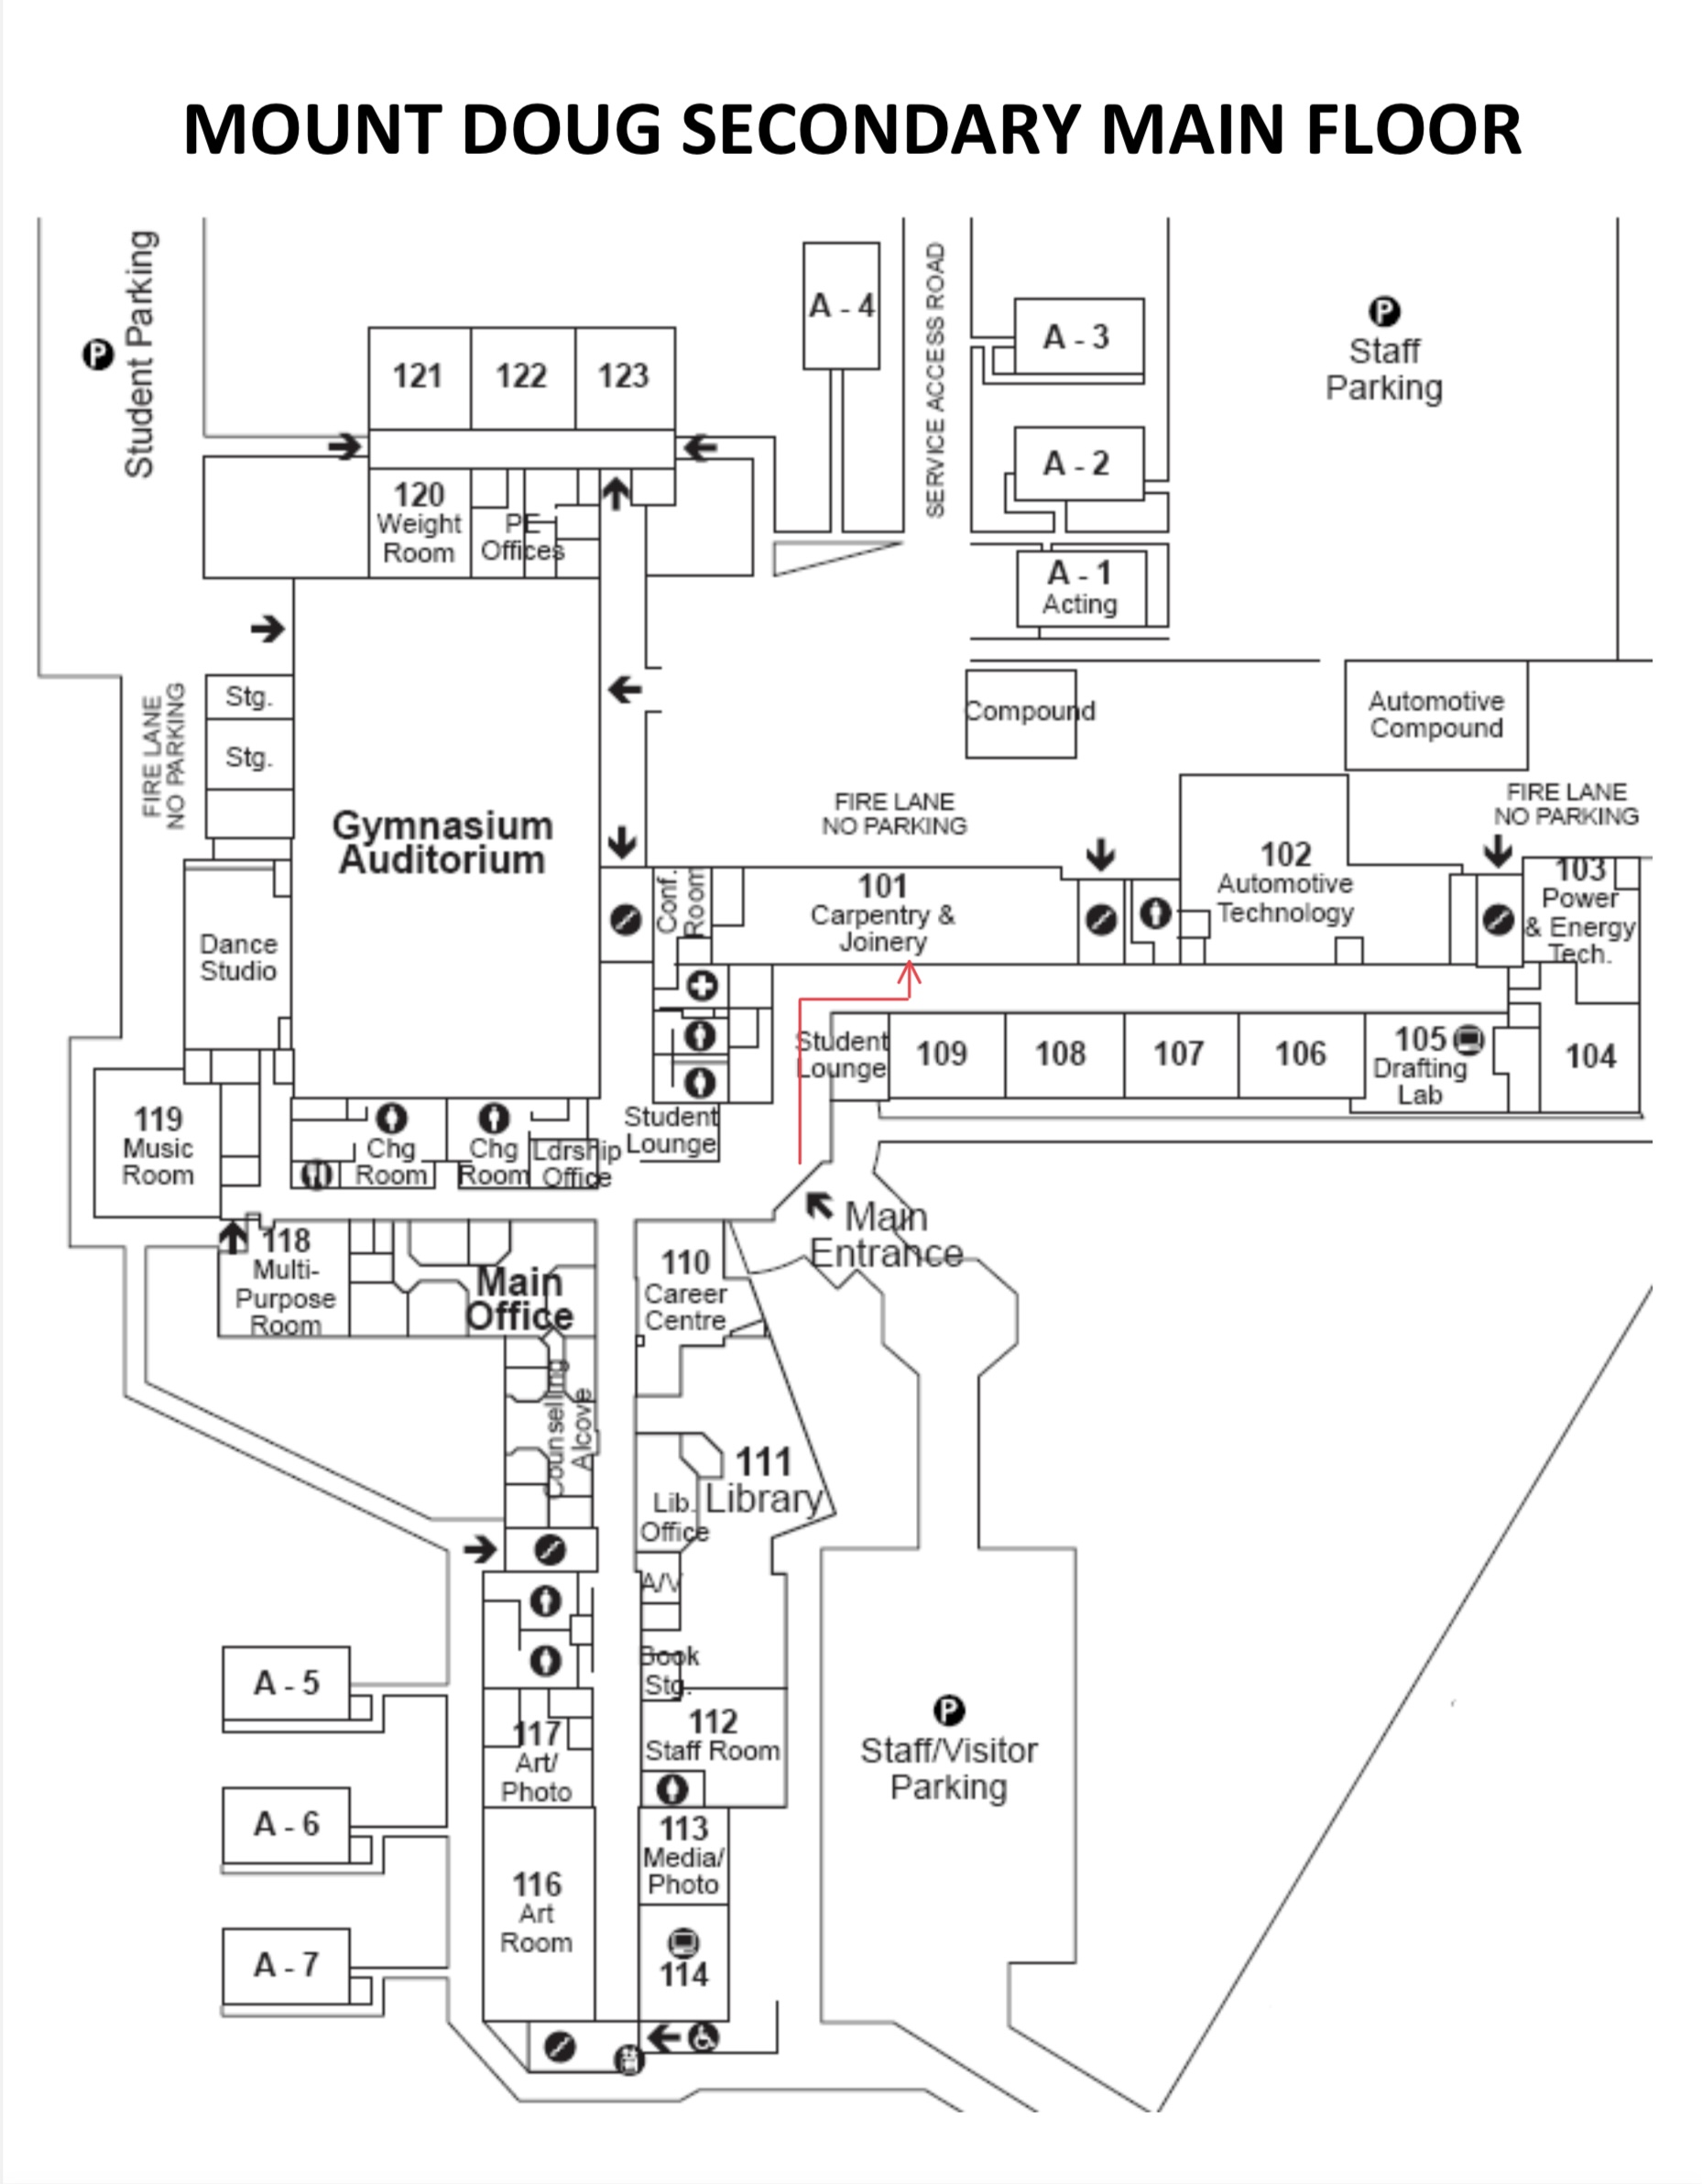 MOUNT DOUG SECONDARY MAIN FLOOR
P
Student Parking
A - 4
SERVICE ACCESS ROAD
A - 3
P
Staff
Parking
121
122
123
A - 2
120
Weight
Room
PE
Offices
A - 1
Acting
FIRE LANE
NO PARKING
Stg.
Stg.
Compound
Automotive
Compound
Gymnasium
Auditorium
FIRE LANE
NO PARKING
FIRE LANE
NO PARKING
Conf.
Room
101
Carpentry &
Joinery
102
Automotive
Technology
103
Power
& Energy
Tech.
Dance
Studio
Student
Lounge
109
108
107
106
105
Drafting
Lab
104
119
Music
Room
Chg
Room
Chg
Room
Ldrship
Office
Student
Lounge
Main
Entrance
118
Multi-
Purpose
Room
Main
Office
110
Career
Centre
Counselling
Alcove
111
Library
Lib.
Office
A/V
Book
Stg.
A - 5
117
Art/
Photo
112
Staff Room
P
Staff/Visitor
Parking
A - 6
116
Art
Room
113
Media/
Photo
A - 7
114